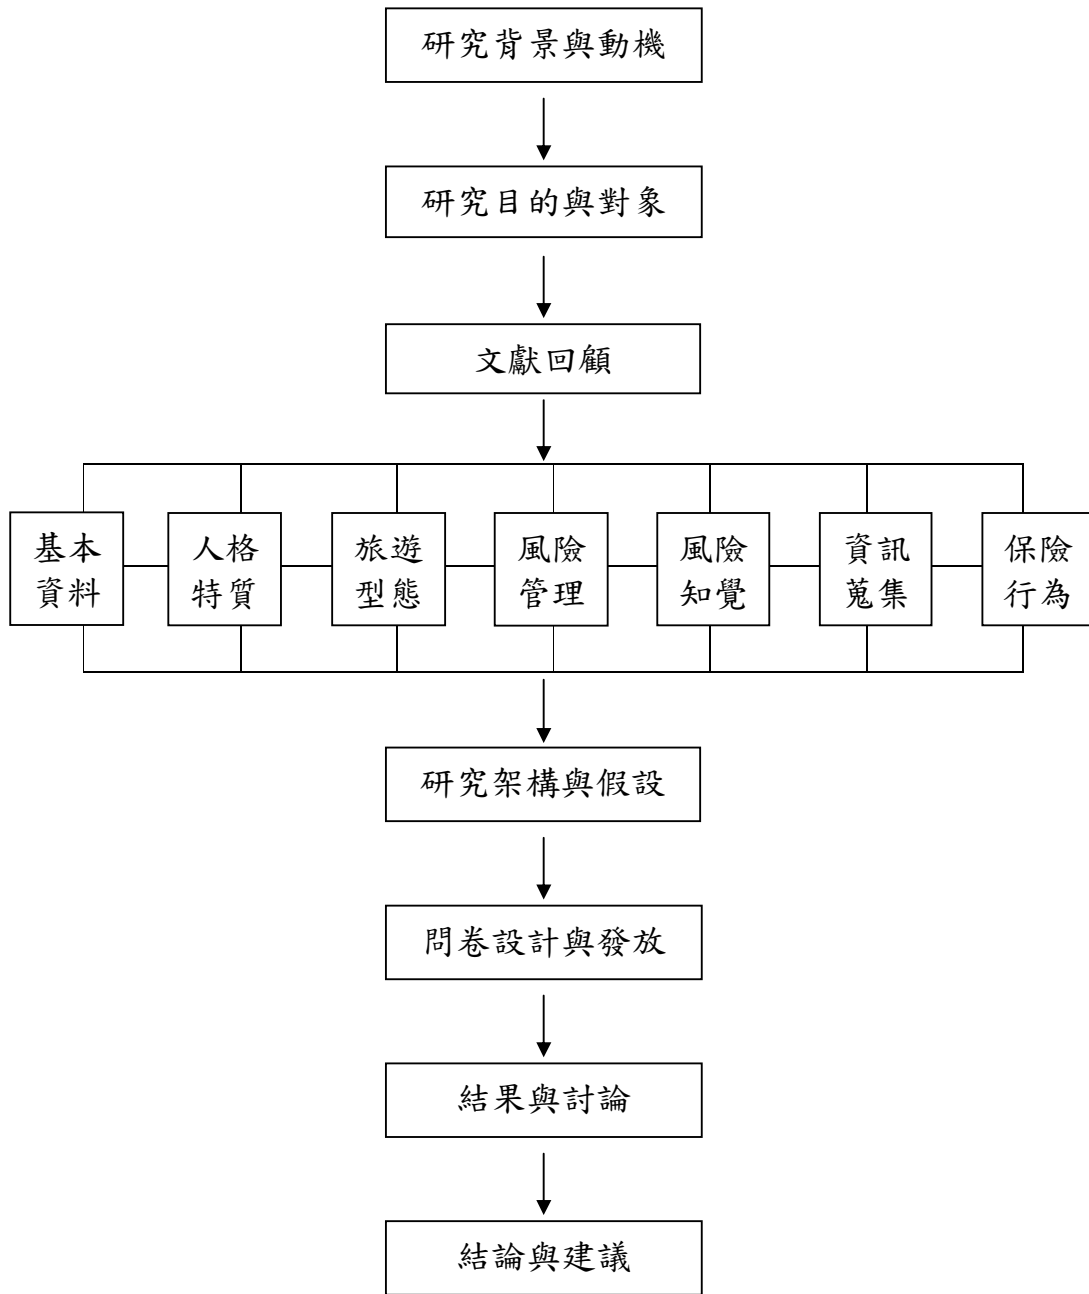 研究背景與動機
研究目的與對象
文獻回顧
基本
資料
人格
特質
旅遊
型態
風險
管理
風險
知覺
資訊
蒐集
保險
行為
研究架構與假設
問卷設計與發放
結果與討論
結論與建議